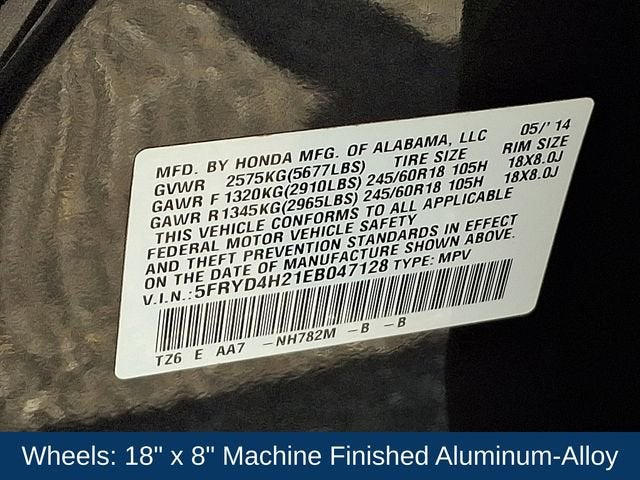 MFD. BY HONDA MFG. OF ALABAMA, LLC 05/' 14
GVWR 2575KG(5677LBS) TIRE SIZE RIM SIZE
GAWR F 1320KG(2910LBS) 245/60R18 105H 18X8.0J
GAWR R1345KG(2965LBS) 245/60R18 105H 18X8.0J
THIS VEHICLE CONFORMS TO ALL APPLICABLE
FEDERAL MOTOR VEHICLE SAFETY
AND THEFT PREVENTION STANDARDS IN EFFECT
ON THE DATE OF MANUFACTURE SHOWN ABOVE.
V.I.N.:5FRYD4H21EB047128 TYPE: MPV
TZ6 E AA7 -NH782M -B -B
Wheels: 18" x 8" Machine Finished Aluminum-Alloy